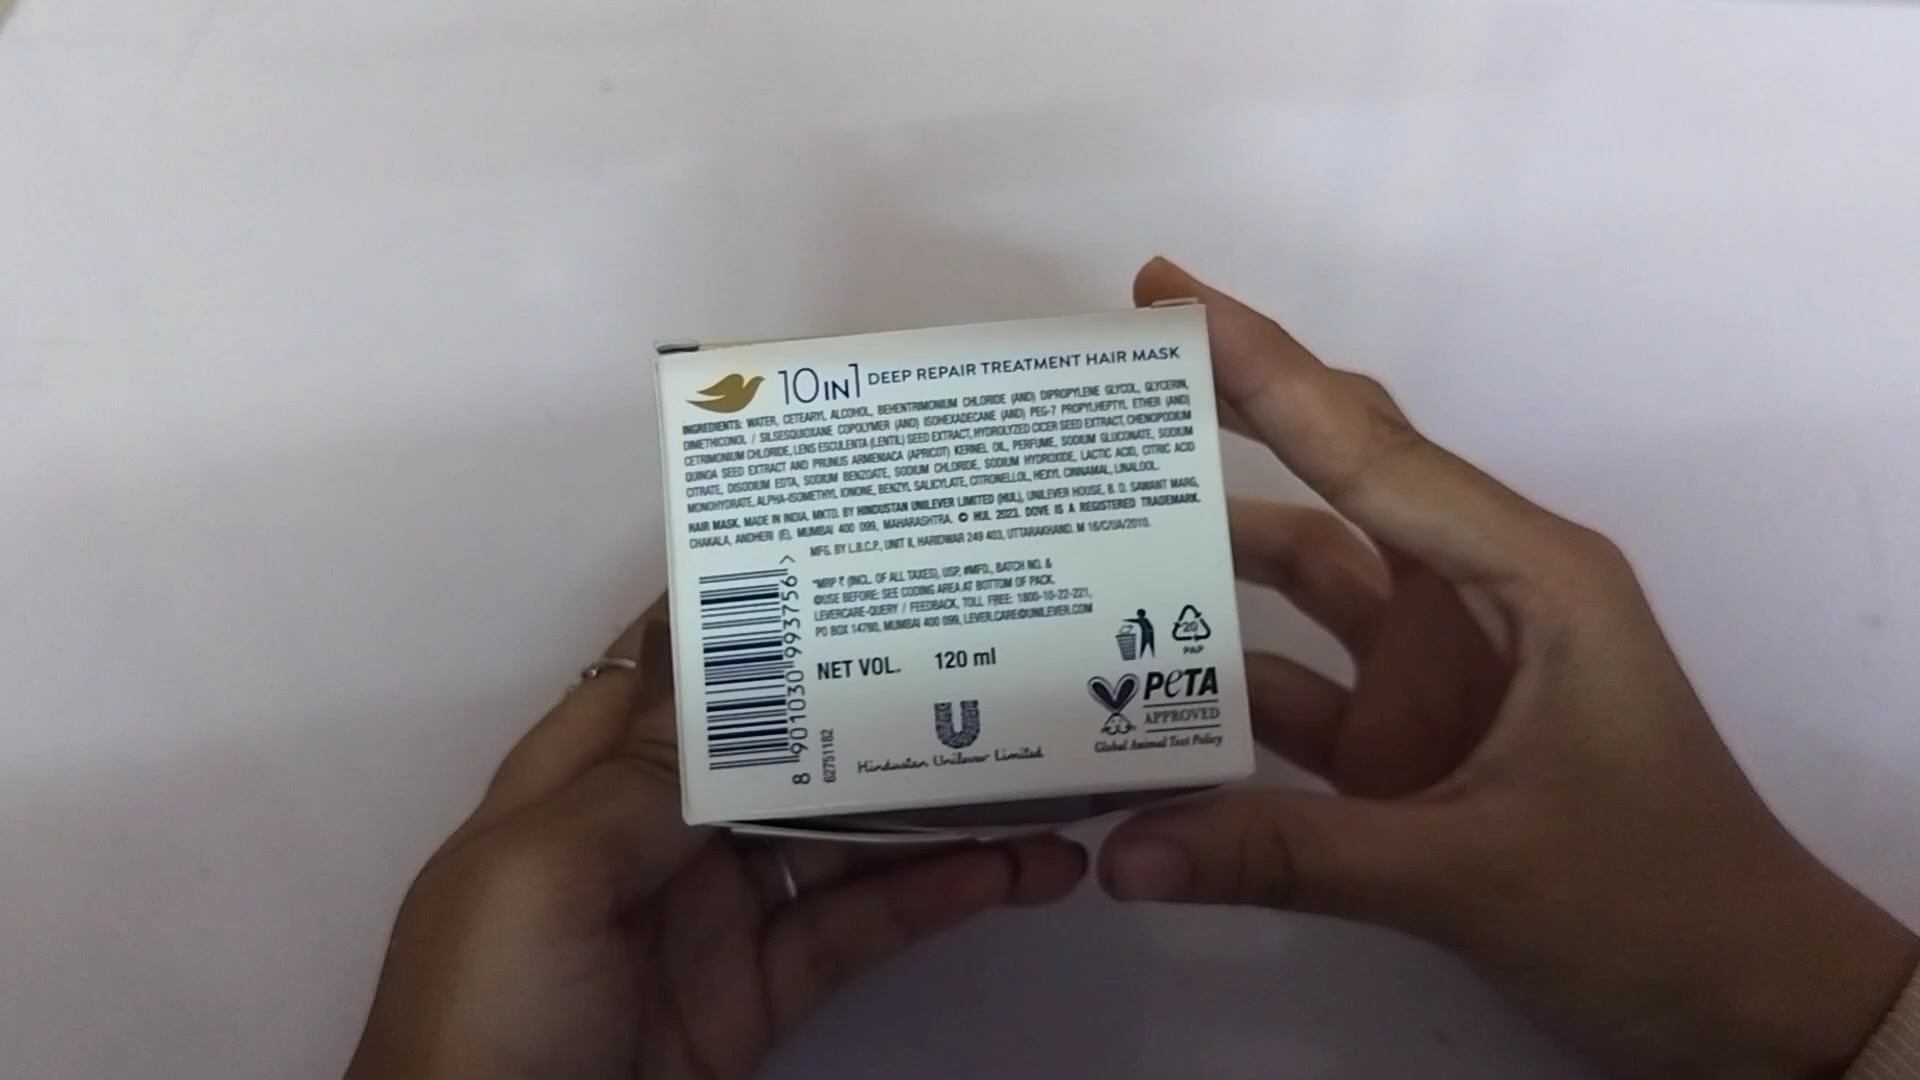 10 IN 1 DEEP REPAIR TREATMENT HAIR MASK
INGREDIENTS: WATER, CETEARYL ALCOHOL, BEHENTRIMONIUM CHLORIDE (AND) DIPROPYLENE GLYCOL, GLYCERIN,
DIMETHICONOL / SILSESQUIOXANE COPOLYMER (AND) ISOHEXADECANE (AND) PEG-7 PROPYLHEPTYL ETHER (AND)
CETRIMONIUM CHLORIDE, LENS ESCULENTA (LENTIL) SEED EXTRACT, HYDROLYZED CICER SEED EXTRACT, CHENOPODIUM
QUINOA SEED EXTRACT AND PRUNUS ARMENIACA (APRICOT) KERNEL OIL, PERFUME, SODIUM GLUCONATE, SODIUM
CITRATE, DISODIUM EDTA, SODIUM BENZOATE, SODIUM CHLORIDE, SODIUM HYDROXIDE, LACTIC ACID, CITRIC ACID
MONOHYDRATE, ALPHA-ISOMETHYL IONONE, BENZYL SALICYLATE, CITRONELLOL, HEXYL CINNAMAL, LINALOOL.
HAIR MASK. MADE IN INDIA. MKTD. BY HINDUSTAN UNILEVER LIMITED (HUL), UNILEVER HOUSE, B. D. SAWANT MARG,
CHAKALA, ANDHERI (E), MUMBAI 400 099, MAHARASHTRA. © HUL 2023. DOVE IS A REGISTERED TRADEMARK.
MFG. BY L.B.C.P., UNIT II, HARIDWAR 249 403, UTTARAKHAND. M 16/C/UA/2010.
*MRP ₹ (INCL. OF ALL TAXES), USP, #MFD., BATCH NO. &
@USE BEFORE: SEE CODING AREA AT BOTTOM OF PACK.
LEVERCARE-QUERY / FEEDBACK, TOLL FREE: 1800-10-22-221,
PO BOX 14760, MUMBAI 400 099, LEVER.CARE@UNILEVER.COM
8 901030 993756 >
62751182
NET VOL. 120 ml
20
PAP
Hindustan Unilever Limited
PETA
APPROVED
Global Animal Test Policy